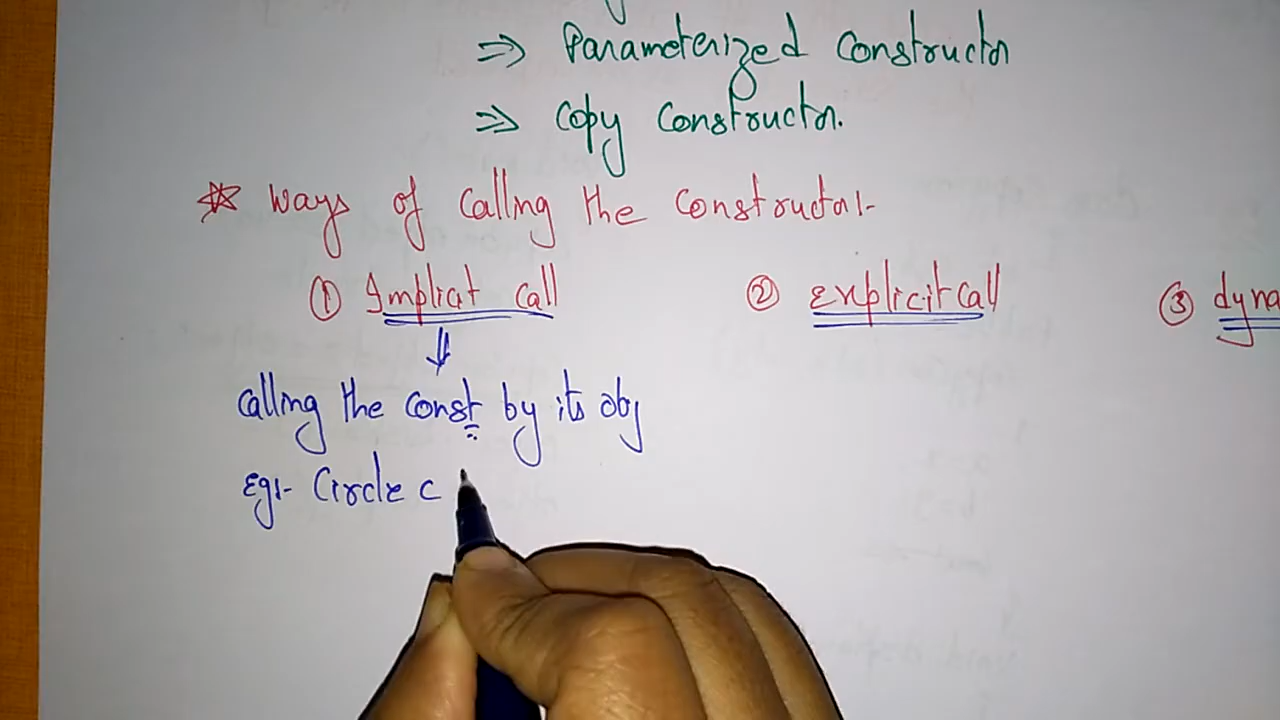 ⇒ Parameterized Constructor
⇒ Copy Constructor.
* Ways of calling the Constructor:-
① Implicit call ② Explicit call ③ dyna
calling the const by its obj
Eg:- Circle c